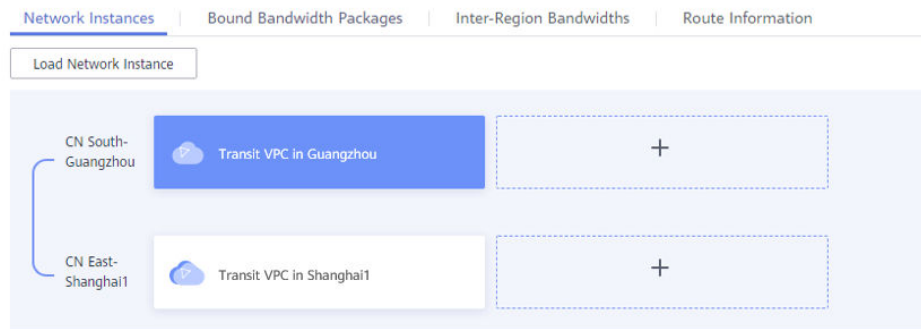 Network Instances | Bound Bandwidth Packages | Inter-Region Bandwidths | Route Information
Load Network Instance
CN South-
Guangzhou
Transit VPC in Guangzhou
+
CN East-
Shanghai1
Transit VPC in Shanghai1
+